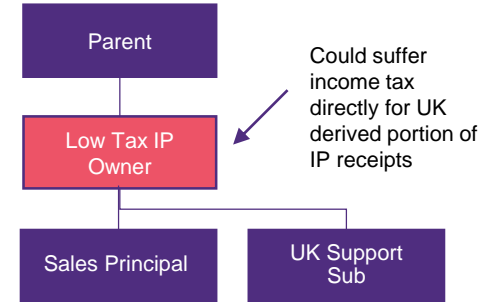 Parent
Could suffer
income tax
directly for UK
derived portion of
IP receipts
Low Tax IP
Owner
Sales Principal
UK Support
Sub